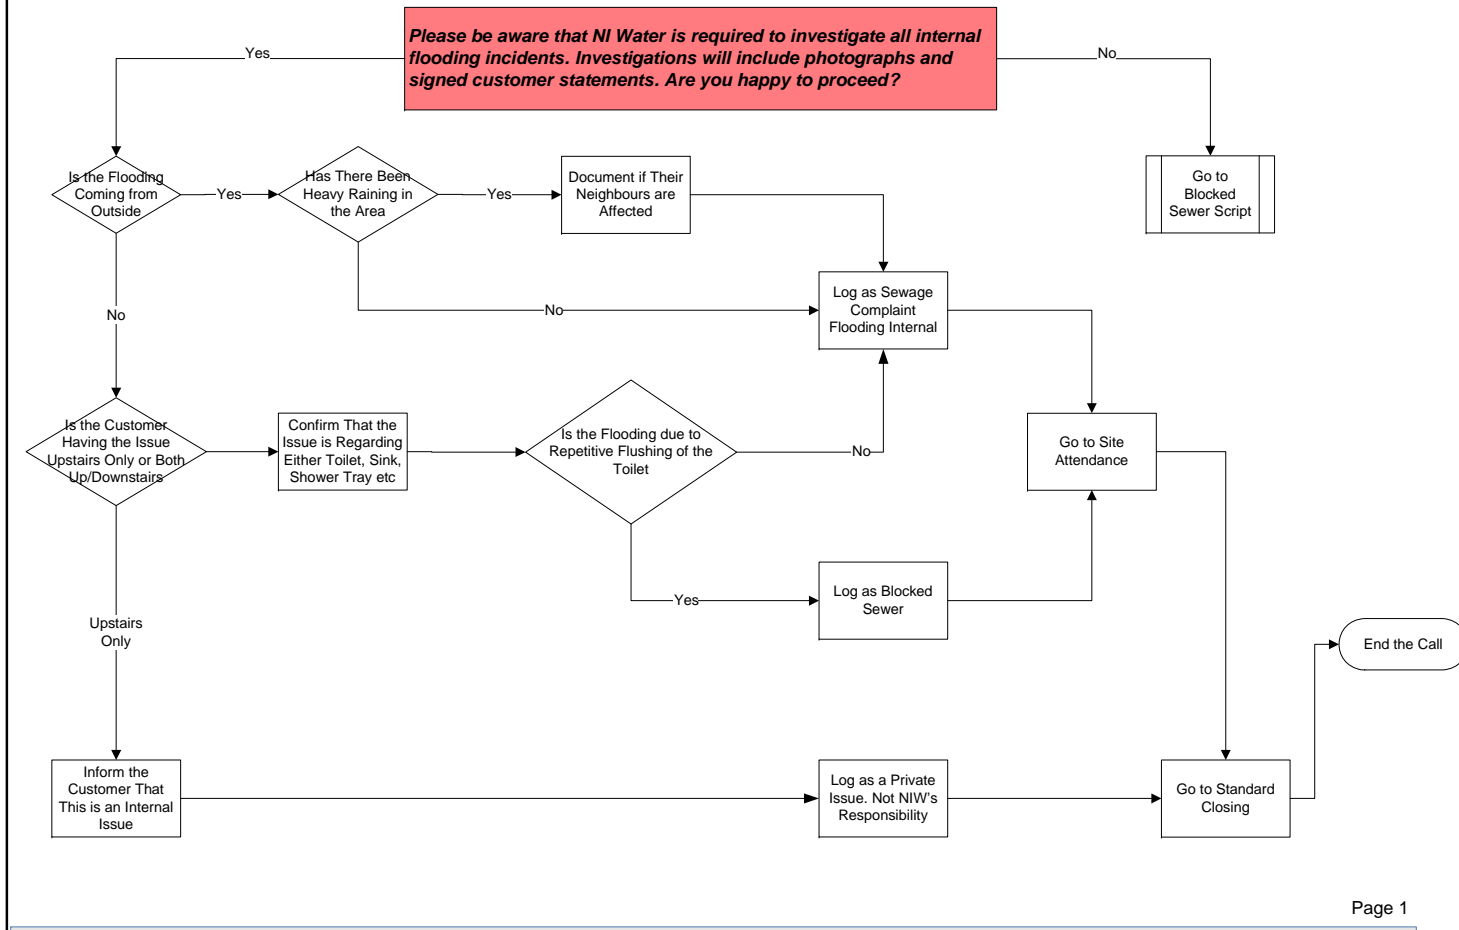 Please be aware that NI Water is required to investigate all internal
flooding incidents. Investigations will include photographs and
signed customer statements. Are you happy to proceed?
Yes
No
Is the Flooding
Coming from
Outside
Yes
Has There Been
Heavy Raining in
the Area
Yes
Document if Their
Neighbours are
Affected
Go to
Blocked
Sewer Script
No
No
Log as Sewage
Complaint
Flooding Internal
Is the Customer
Having the Issue
Upstairs Only or Both
Up/Downstairs
Confirm That the
Issue is Regarding
Either Toilet, Sink,
Shower Tray etc
Is the Flooding due to
Repetitive Flushing of the
Toilet
No
Go to Site
Attendance
Yes
Log as Blocked
Sewer
Upstairs
Only
End the Call
Inform the
Customer That
This is an Internal
Issue
Log as a Private
Issue. Not NIW's
Responsibility
Go to Standard
Closing
Page 1